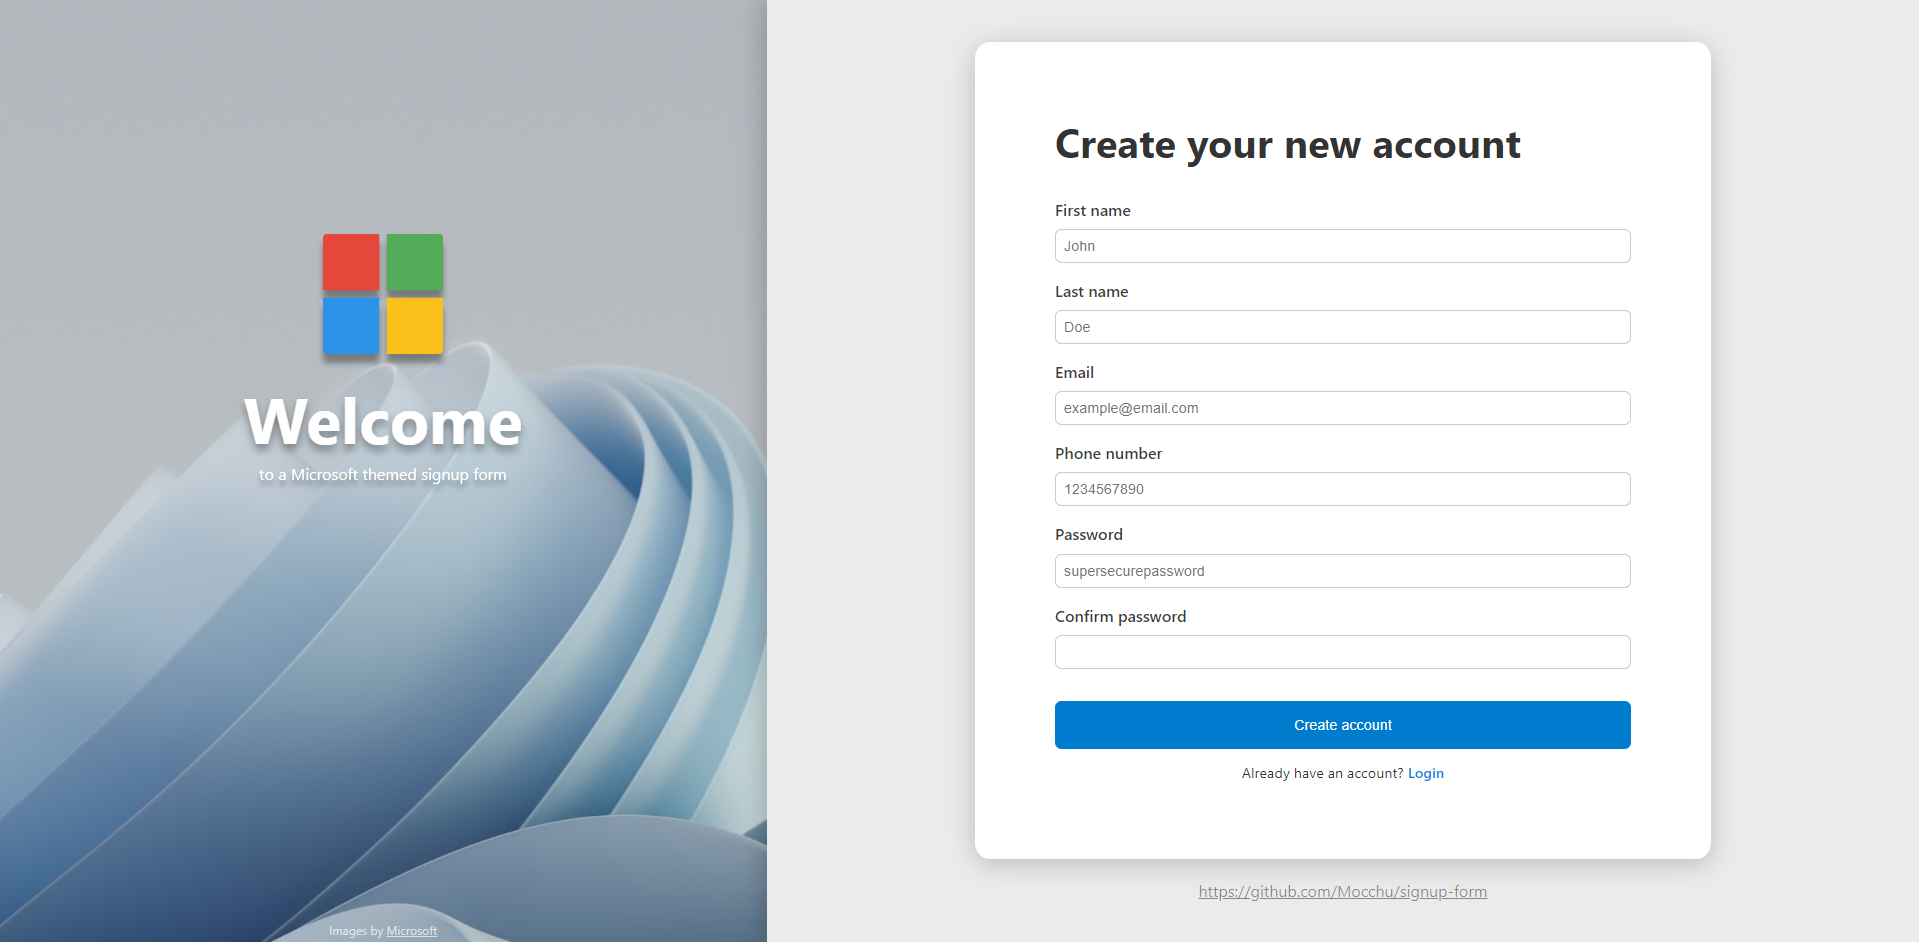 Welcome
to a Microsoft themed signup form
Images by Microsoft
Create your new account
First name
John
Last name
Doe
Email
example@email.com
Phone number
1234567890
Password
supersecurepassword
Confirm password
Create account
Already have an account? Login
https://github.com/Mocchu/signup-form